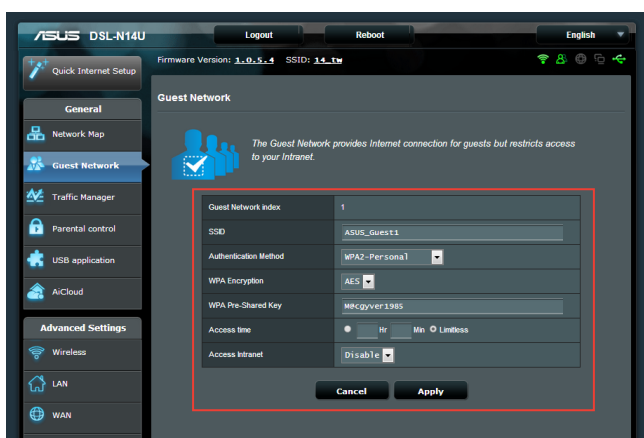 ASUS DSL-N14U Logout Reboot English
Quick Internet Setup
Firmware Version: 1.0.5.4 SSID: 14_tw
General
Network Map
Guest Network
Traffic Manager
Parental control
USB application
AiCloud
Advanced Settings
Wireless
LAN
WAN
Guest Network
The Guest Network provides Internet connection for guests but restricts access
to your Intranet.
Guest Network index 1
SSID ASUS_Guest1
Authentication Method WPA2-Personal
WPA Encryption AES
WPA Pre-Shared Key M@cgyver1985
Access time Hr Min Limitless
Access Intranet Disable
Cancel Apply